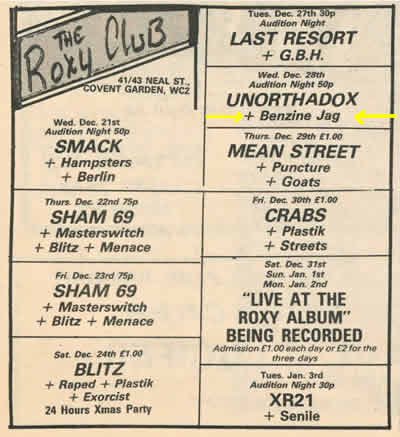 THE
Roxy Club
41/43 NEAL ST.,
COVENT GARDEN, WC2
Wed. Dec. 21st
Audition Night 50p
SMACK
+ Hampsters
+ Berlin
Thurs. Dec. 22nd 75p
SHAM 69
+ Masterswitch
+ Blitz + Menace
Fri. Dec. 23rd 75p
SHAM 69
+ Masterswitch
+ Blitz + Menace
Sat. Dec. 24th £1.00
BLITZ
+ Raped + Plastik
+ Exorcist
24 Hours Xmas Party
Tues. Dec. 27th 30p
Audition Night
LAST RESORT
+ G.B.H.
Wed. Dec. 28th
Audition Night 50p
UNORTHADOX
+ Benzine Jag
Thurs. Dec. 29th £1.00
MEAN STREET
+ Puncture
+ Goats
Fri. Dec. 30th £1.00
CRABS
+ Plastik
+ Streets
Sat. Dec. 31st
Sun. Jan. 1st
Mon. Jan. 2nd
"LIVE AT THE
ROXY ALBUM"
BEING RECORDED
Admission £1.00 each day or £2 for the
three days
Tues. Jan. 3rd
Audition Night 30p
XR21
+ Senile